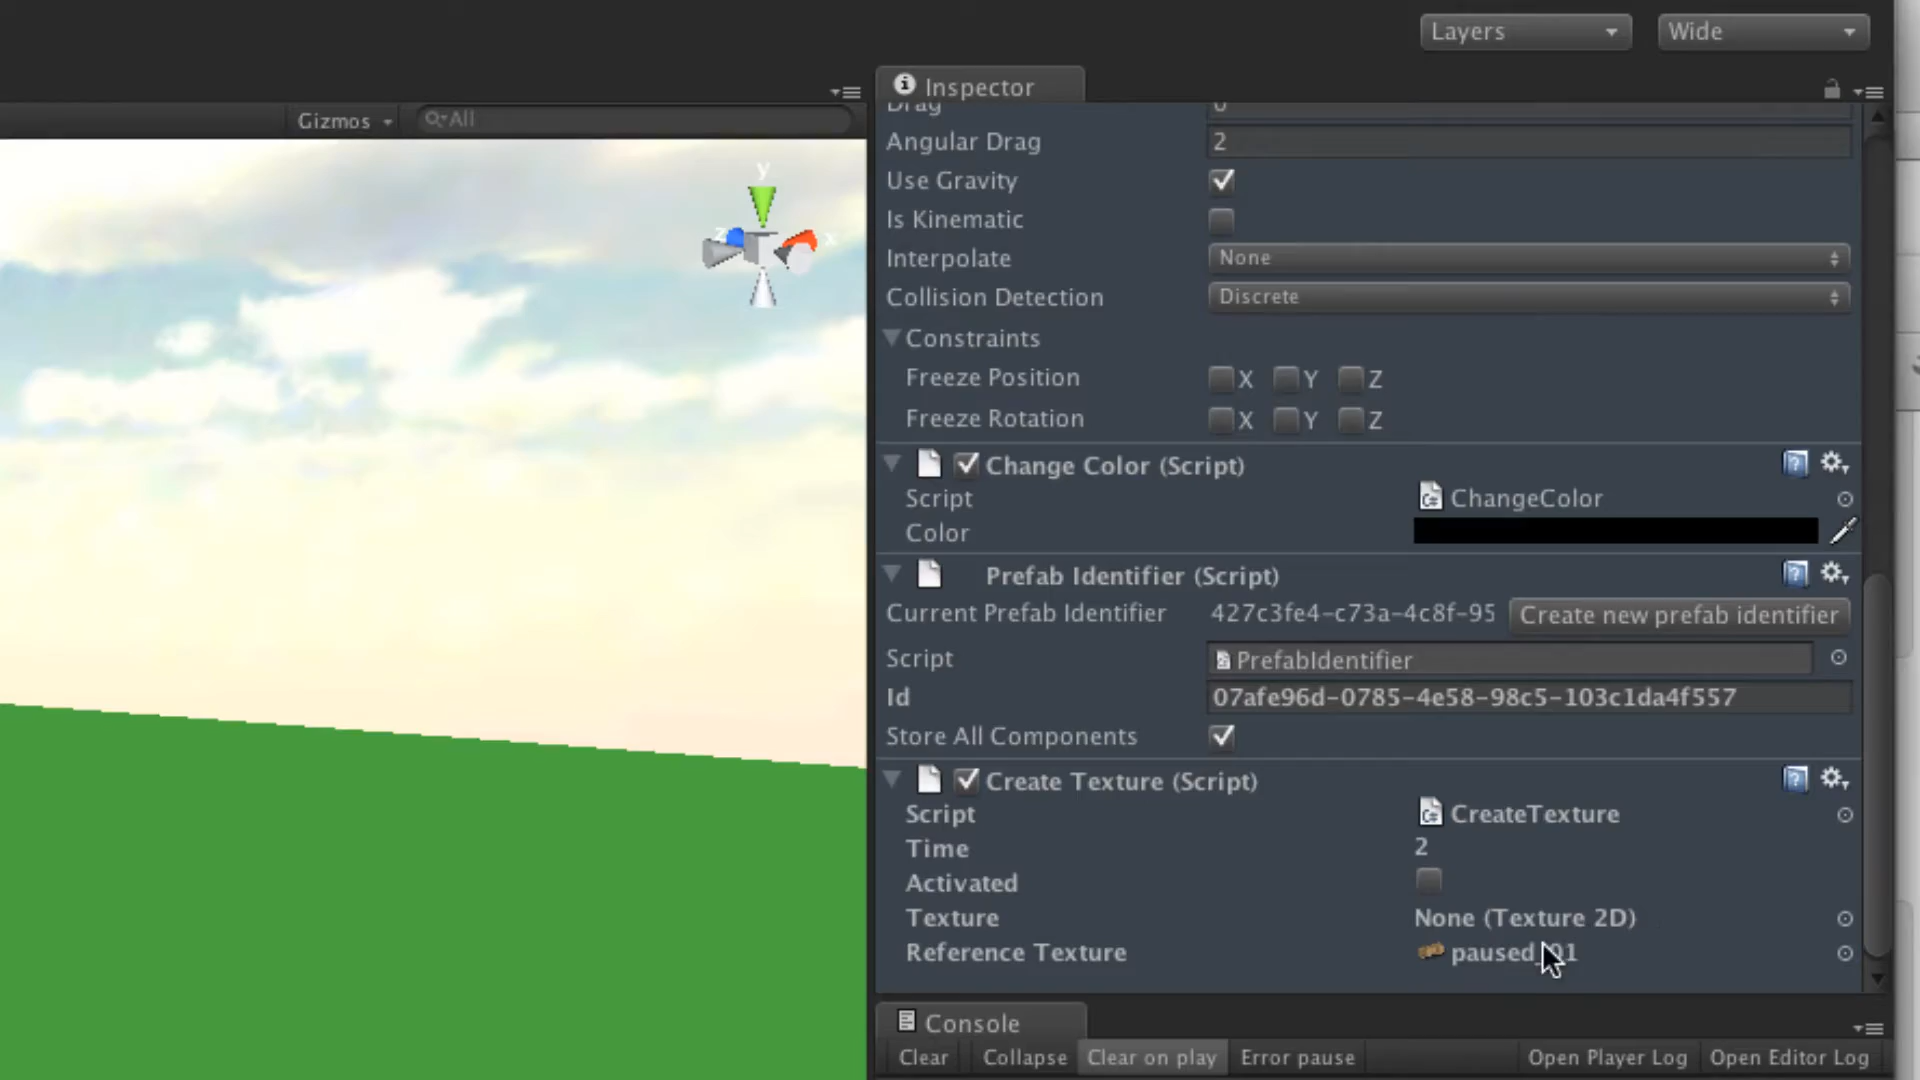 Layers
Wide
Inspector
Gizmos
All
Drag 0
Angular Drag 2
Use Gravity
Is Kinematic
Interpolate None
Collision Detection Discrete
Constraints
Freeze Position X Y Z
Freeze Rotation X Y Z
y
z
x
Change Color (Script)
Script ChangeColor
Color
Prefab Identifier (Script)
Current Prefab Identifier 427c3fe4-c73a-4c8f-95 Create new prefab identifier
Script PrefabIdentifier
Id 07afe96d-0785-4e58-98c5-103c1da4f557
Store All Components
Create Texture (Script)
Script CreateTexture
Time 2
Activated
Texture None (Texture 2D)
Reference Texture paused_01
Console
Clear Collapse Clear on play Error pause Open Player Log Open Editor Log